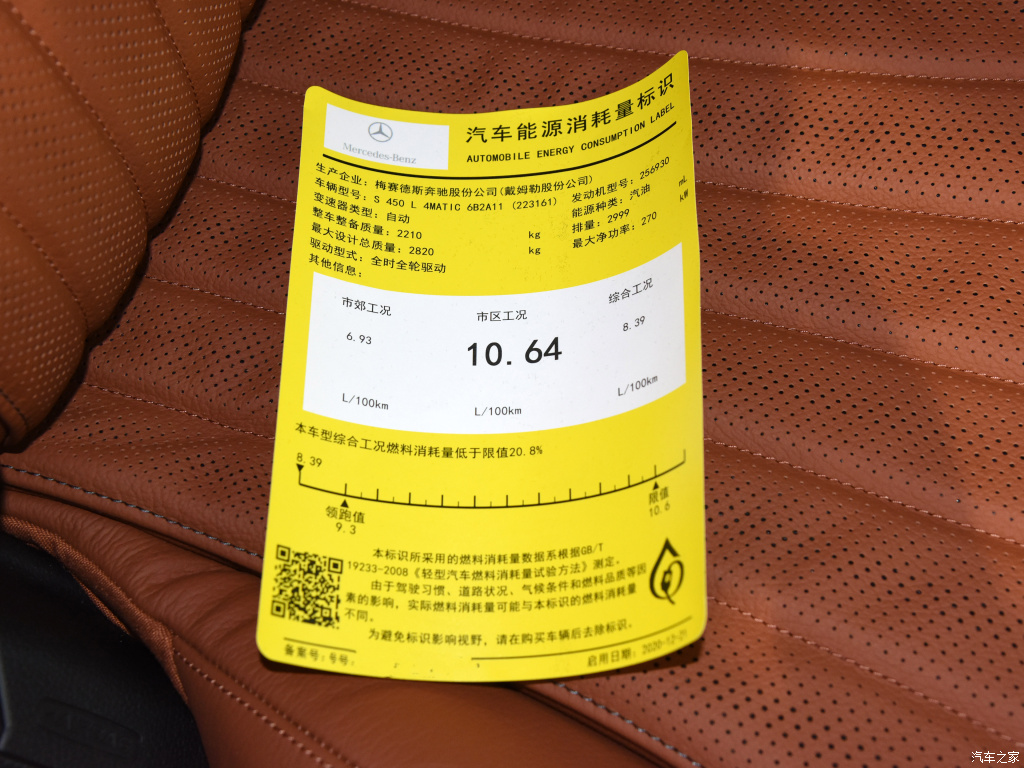 Mercedes-Benz
汽车能源消耗量标识
AUTOMOBILE ENERGY CONSUMPTION LABEL
生产企业：梅赛德斯奔驰股份公司(戴姆勒股份公司)
车辆型号：S 450 L 4MATIC 6B2A11 (223161) 发动机型号：256930
变速器类型：自动 能源种类：汽油
整车整备质量：2210 kg 排量：2999 mL
最大设计总质量：2820 kg 最大净功率：270 kW
驱动型式：全时全轮驱动
其他信息：
市郊工况 市区工况 综合工况
6.93 10.64 8.39
L/100km L/100km L/100km
本车型综合工况燃料消耗量低于限值20.8%
8.39
领跑值 限值
9.3 10.6
本标识所采用的燃料消耗量数据系根据GB/T
19233-2008《轻型汽车燃料消耗量试验方法》测定。
由于驾驶习惯、道路状况、气候条件和燃料品质等因
素的影响，实际燃料消耗量可能与本标识的燃料消耗量
不同。
为避免标识影响视野，请在购买车辆后去除标识。
备案号: 启用日期: 2020-12-21
汽车之家